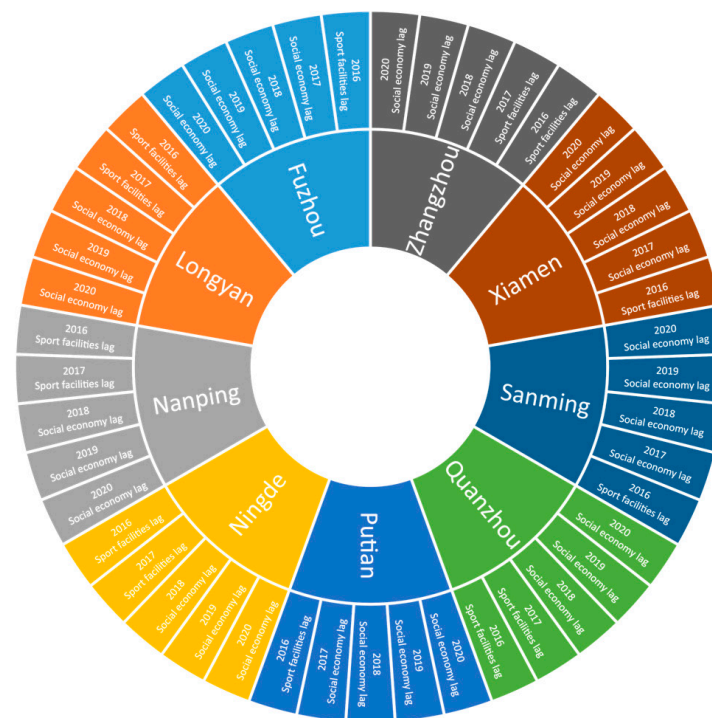 Zhangzhou
2020
Social economy lag
2019
Social economy lag
2018
Social economy lag
2017
Sport facilities lag
2016
Sport facilities lag
Xiamen
2020
Social economy lag
2019
Social economy lag
2018
Social economy lag
2017
Social economy lag
2016
Sport facilities lag
Sanming
2020
Social economy lag
2019
Social economy lag
2018
Social economy lag
2017
Social economy lag
2016
Sport facilities lag
Quanzhou
2020
Social economy lag
2019
Social economy lag
2018
Social economy lag
2017
Sport facilities lag
2016
Sport facilities lag
Putian
2020
Social economy lag
2019
Social economy lag
2018
Social economy lag
2017
Social economy lag
2016
Sport facilities lag
Ningde
2020
Social economy lag
2019
Social economy lag
2018
Social economy lag
2017
Sport facilities lag
2016
Sport facilities lag
Nanping
2020
Social economy lag
2019
Social economy lag
2018
Social economy lag
2017
Sport facilities lag
2016
Sport facilities lag
Longyan
2020
Social economy lag
2019
Social economy lag
2018
Social economy lag
2017
Sport facilities lag
2016
Sport facilities lag
Fuzhou
2020
Social economy lag
2019
Social economy lag
2018
Social economy lag
2017
Social economy lag
2016
Sport facilities lag